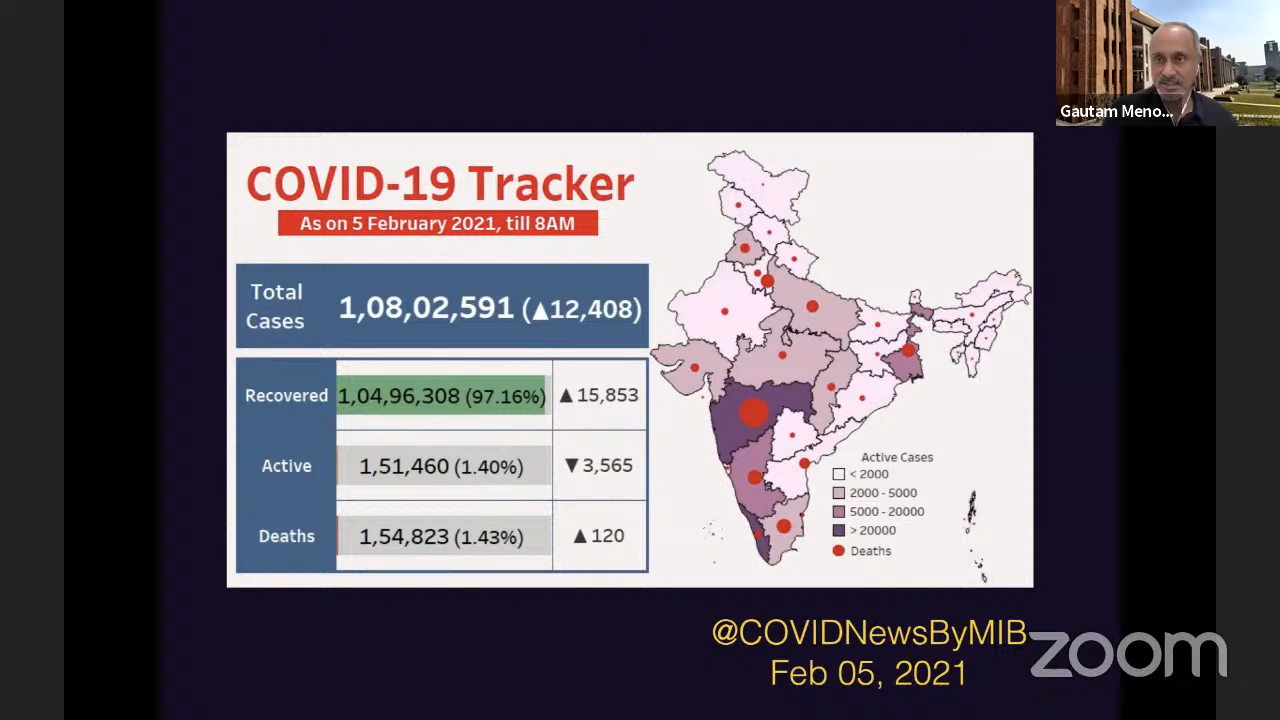 Gautam Meno...
COVID-19 Tracker
As on 5 February 2021, till 8AM
Total
Cases
1,08,02,591 (▲12,408)
Recovered
1,04,96,308 (97.16%)
▲15,853
Active
1,51,460 (1.40%)
▼3,565
Deaths
1,54,823 (1.43%)
▲120
Active Cases
< 2000
2000 - 5000
5000 - 20000
> 20000
Deaths
@COVIDNewsByMIB
Feb 05, 2021
zoom